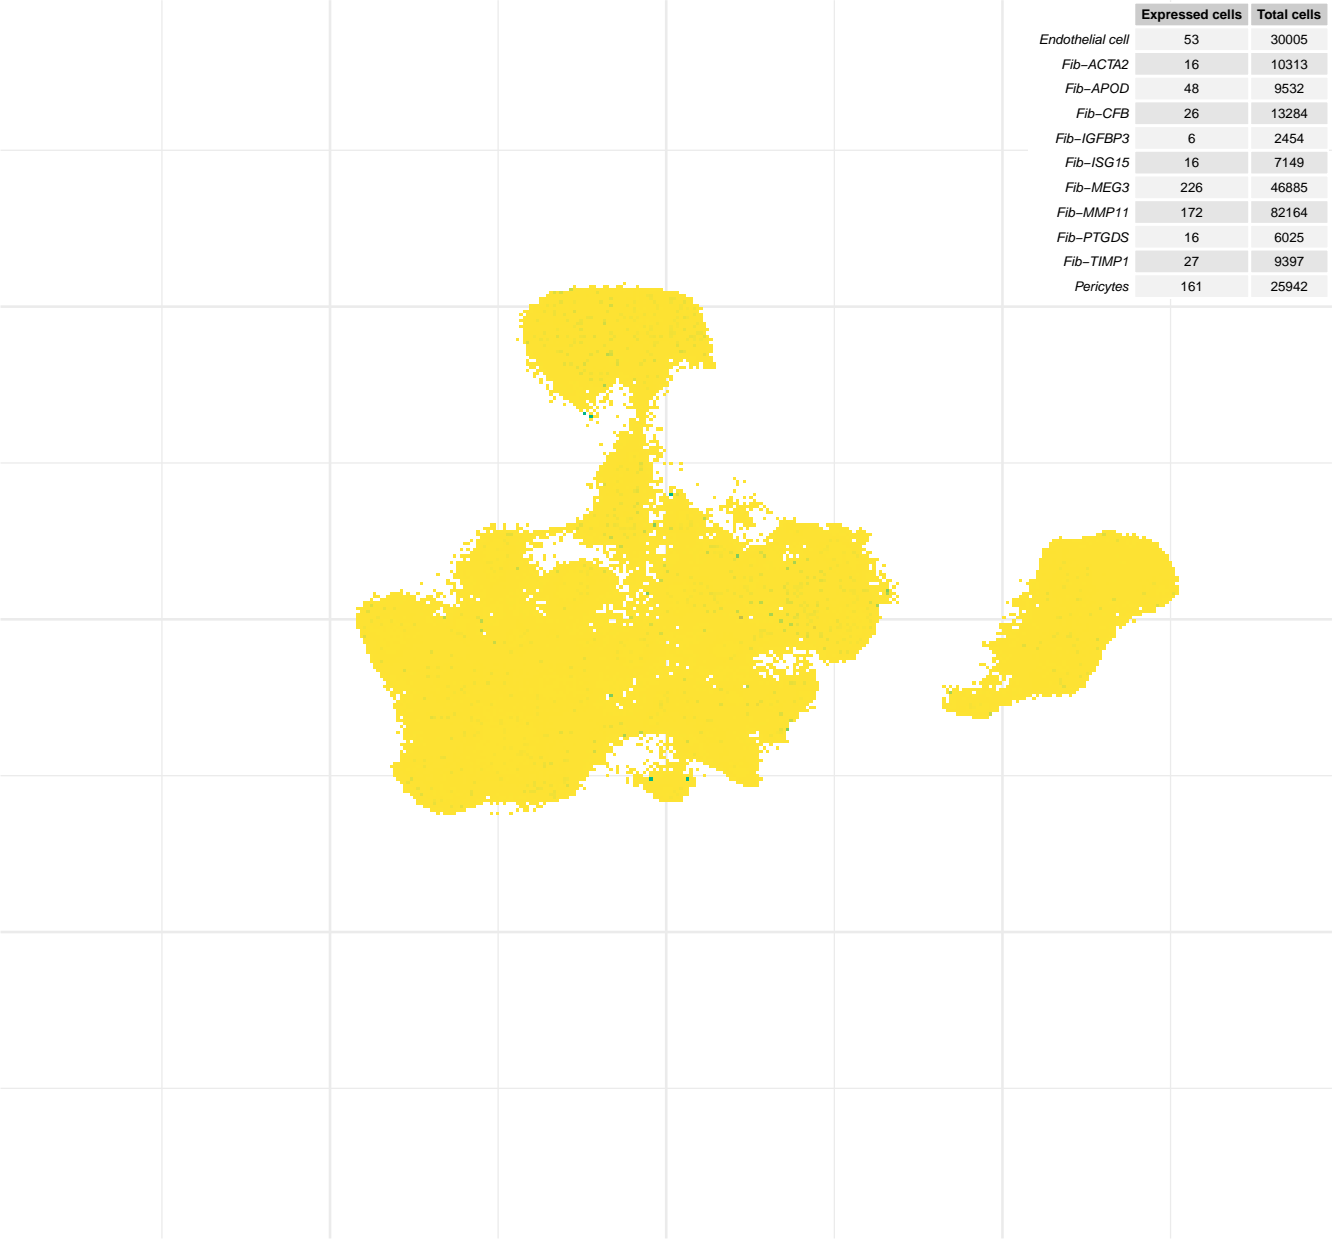 Expressed cells Total cells
Endothelial cell 53 30005
Fib−ACTA2 16 10313
Fib−APOD 48 9532
Fib−CFB 26 13284
Fib−IGFBP3 6 2454
Fib−ISG15 16 7149
Fib−MEG3 226 46885
Fib−MMP11 172 82164
Fib−PTGDS 16 6025
Fib−TIMP1 27 9397
Pericytes 161 25942